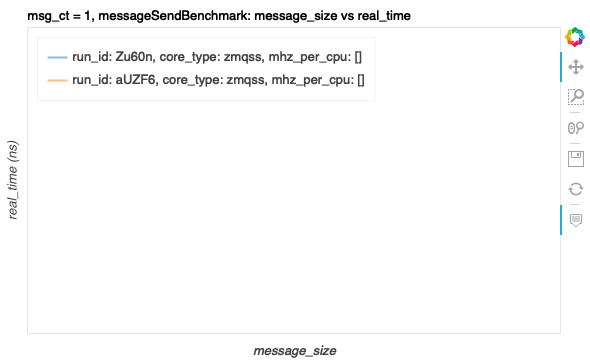 msg_ct = 1, messageSendBenchmark: message_size vs real_time
run_id: Zu60n, core_type: zmqss, mhz_per_cpu: []
run_id: aUZF6, core_type: zmqss, mhz_per_cpu: []
real_time (ns)
message_size